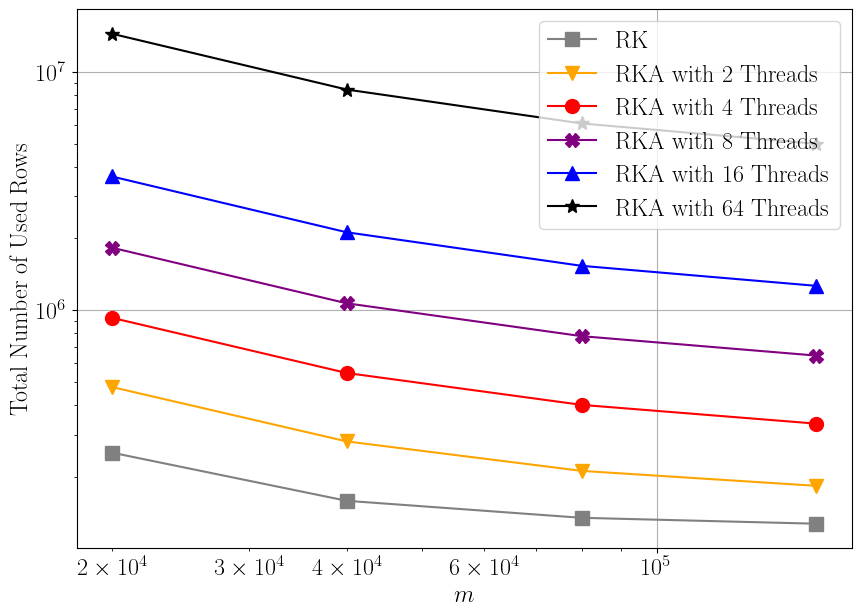 Total Number of Used Rows
10^7
10^6
RK
RKA with 2 Threads
RKA with 4 Threads
RKA with 8 Threads
RKA with 16 Threads
RKA with 64 Threads
2 × 10^4
3 × 10^4
4 × 10^4
6 × 10^4
10^5
m